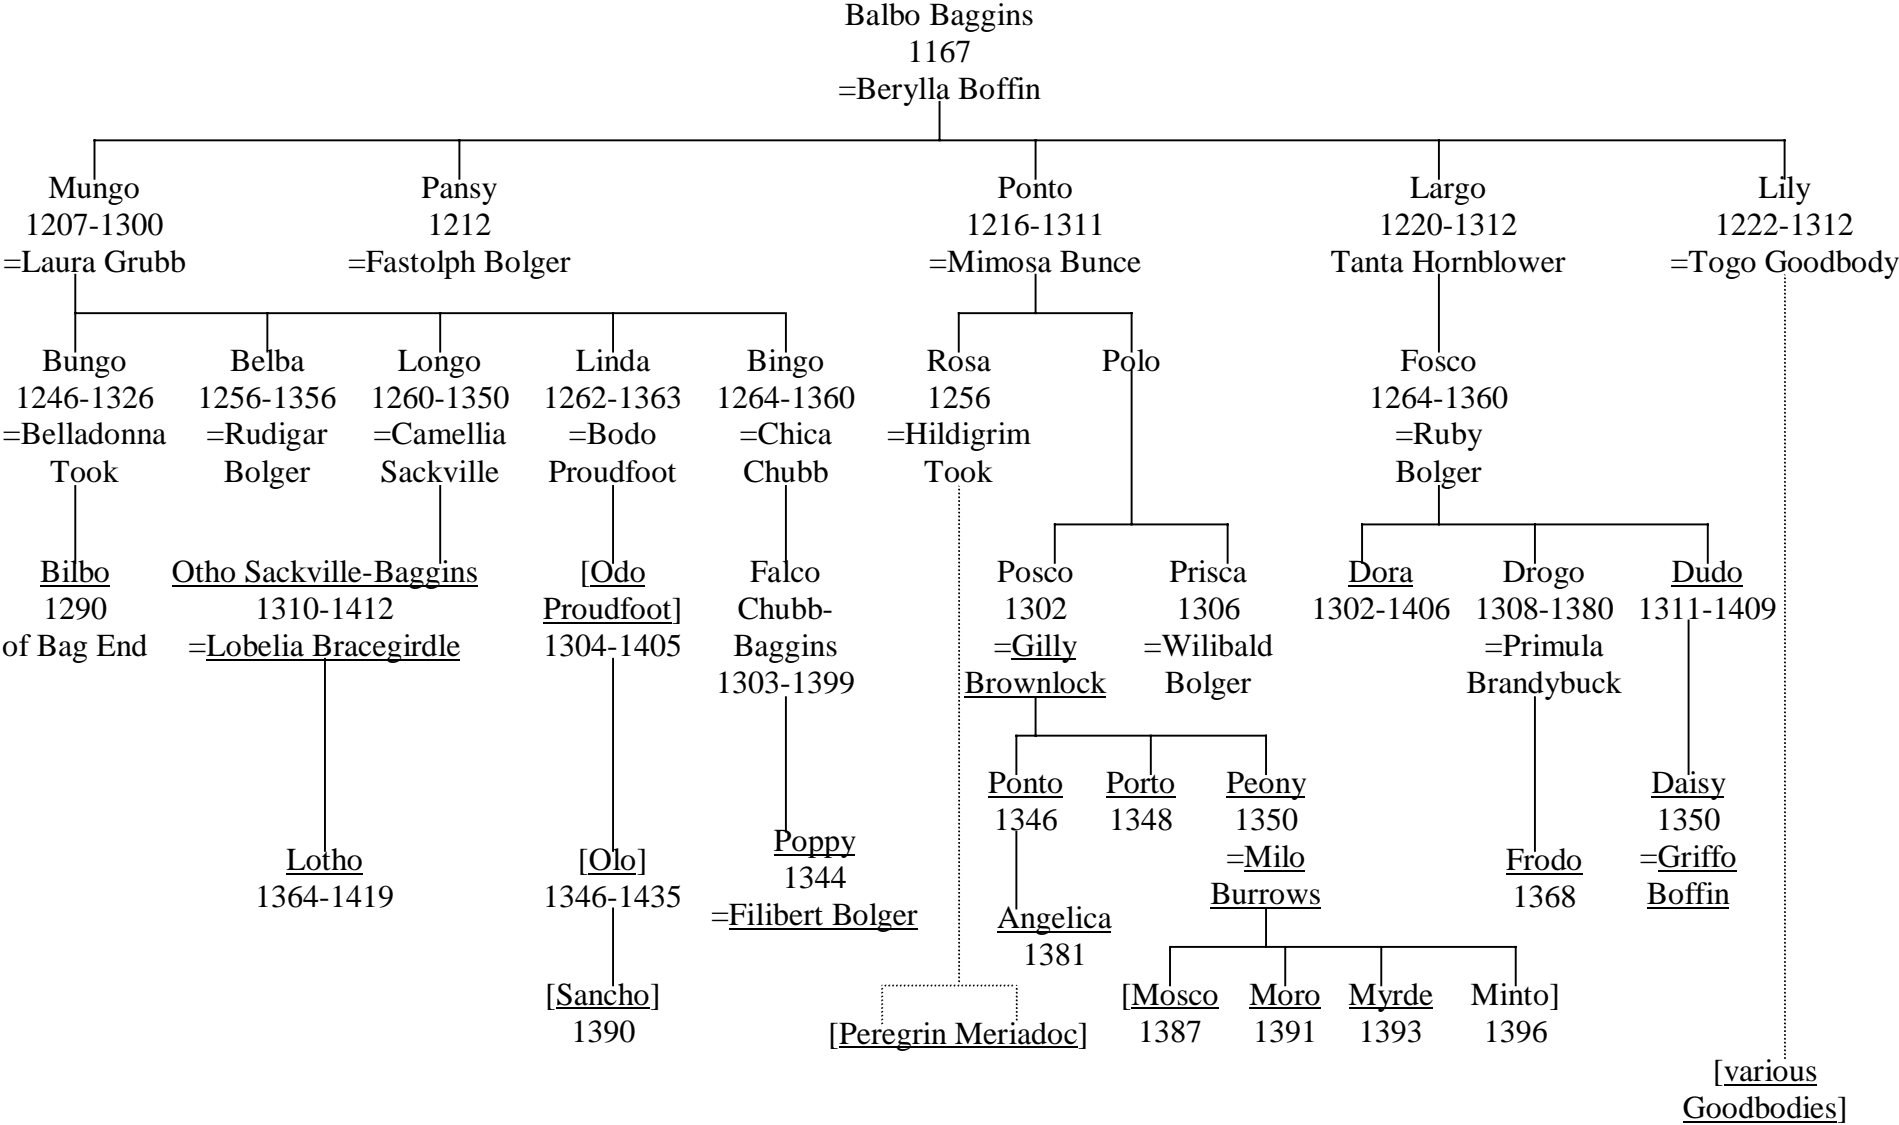 Balbo Baggins
1167
=Berylla Boffin
Mungo
1207-1300
=Laura Grubb
Pansy
1212
=Fastolph Bolger
Ponto
1216-1311
=Mimosa Bunce
Largo
1220-1312
Tanta Hornblower
Lily
1222-1312
=Togo Goodbody
Bungo
1246-1326
=Belladonna
Took
Belba
1256-1356
=Rudigar
Bolger
Longo
1260-1350
=Camellia
Sackville
Linda
1262-1363
=Bodo
Proudfoot
Bingo
1264-1360
=Chica
Chubb
Rosa
1256
=Hildigrim
Took
Polo
Fosco
1264-1360
=Ruby
Bolger
Bilbo
1290
of Bag End
Otho Sackville-Baggins
1310-1412
=Lobelia Bracegirdle
[Odo
Proudfoot]
1304-1405
Falco
Chubb-
Baggins
1303-1399
Posco
1302
=Gilly
Brownlock
Prisca
1306
=Wilibald
Bolger
Dora
1302-1406
Drogo
1308-1380
=Primula
Brandybuck
Dudo
1311-1409
Ponto
1346
Porto
1348
Peony
1350
=Milo
Burrows
Daisy
1350
=Griffo
Boffin
Lotho
1364-1419
[Olo]
1346-1435
Poppy
1344
=Filibert Bolger
Angelica
1381
Frodo
1368
[Sancho]
1390
[Peregrin Meriadoc]
[Mosco
1387
Moro
1391
Myrde
1393
Minto]
1396
[various
Goodbodies]